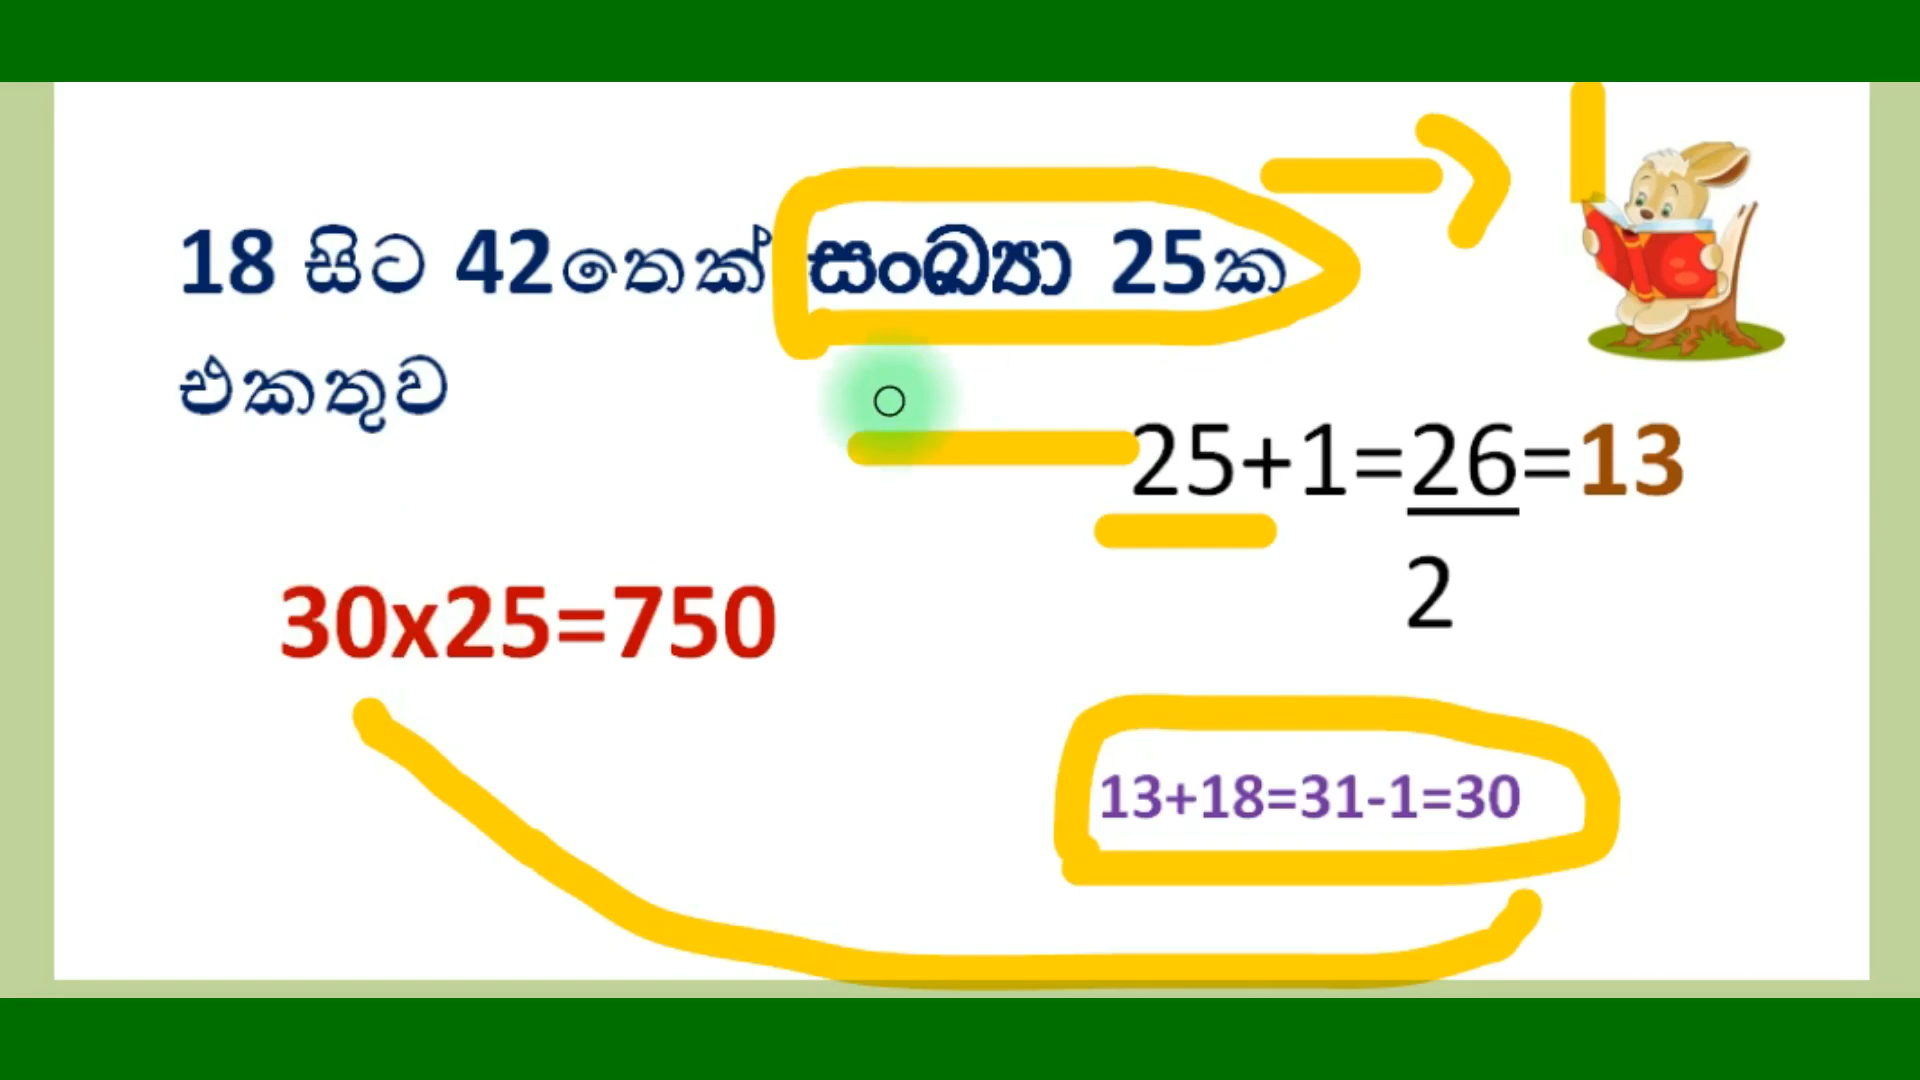 18 සිට 42තෙක් සංඛ්‍යා 25ක
එකතුව
25+1=26=13
2
30x25=750
13+18=31-1=30